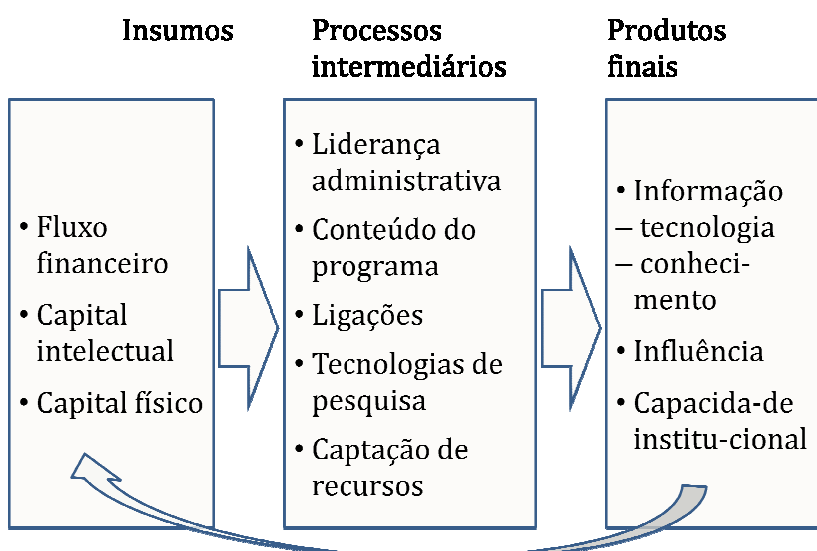 Insumos
Processos
intermediários
Produtos
finais
• Fluxo
financeiro
• Capital
intelectual
• Capital físico
• Liderança
administrativa
• Conteúdo do
programa
• Ligações
• Tecnologias de
pesquisa
• Captação de
recursos
• Informação
– tecnologia
– conheci-
mento
• Influência
• Capacida-de
institu-cional